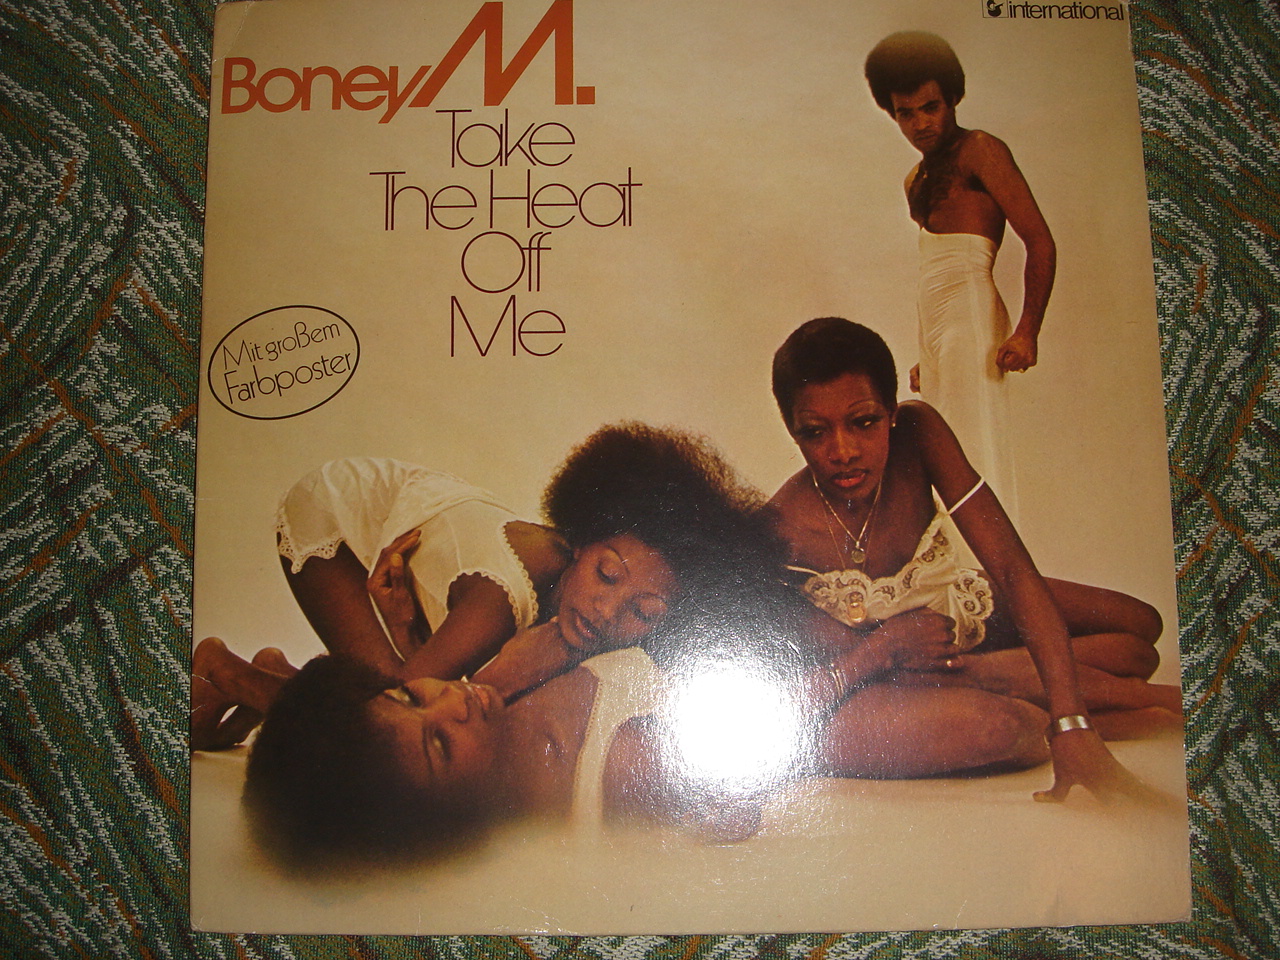 international
Boney M.
Take
The Heat
Off
Me
Mit großem
Farbposter